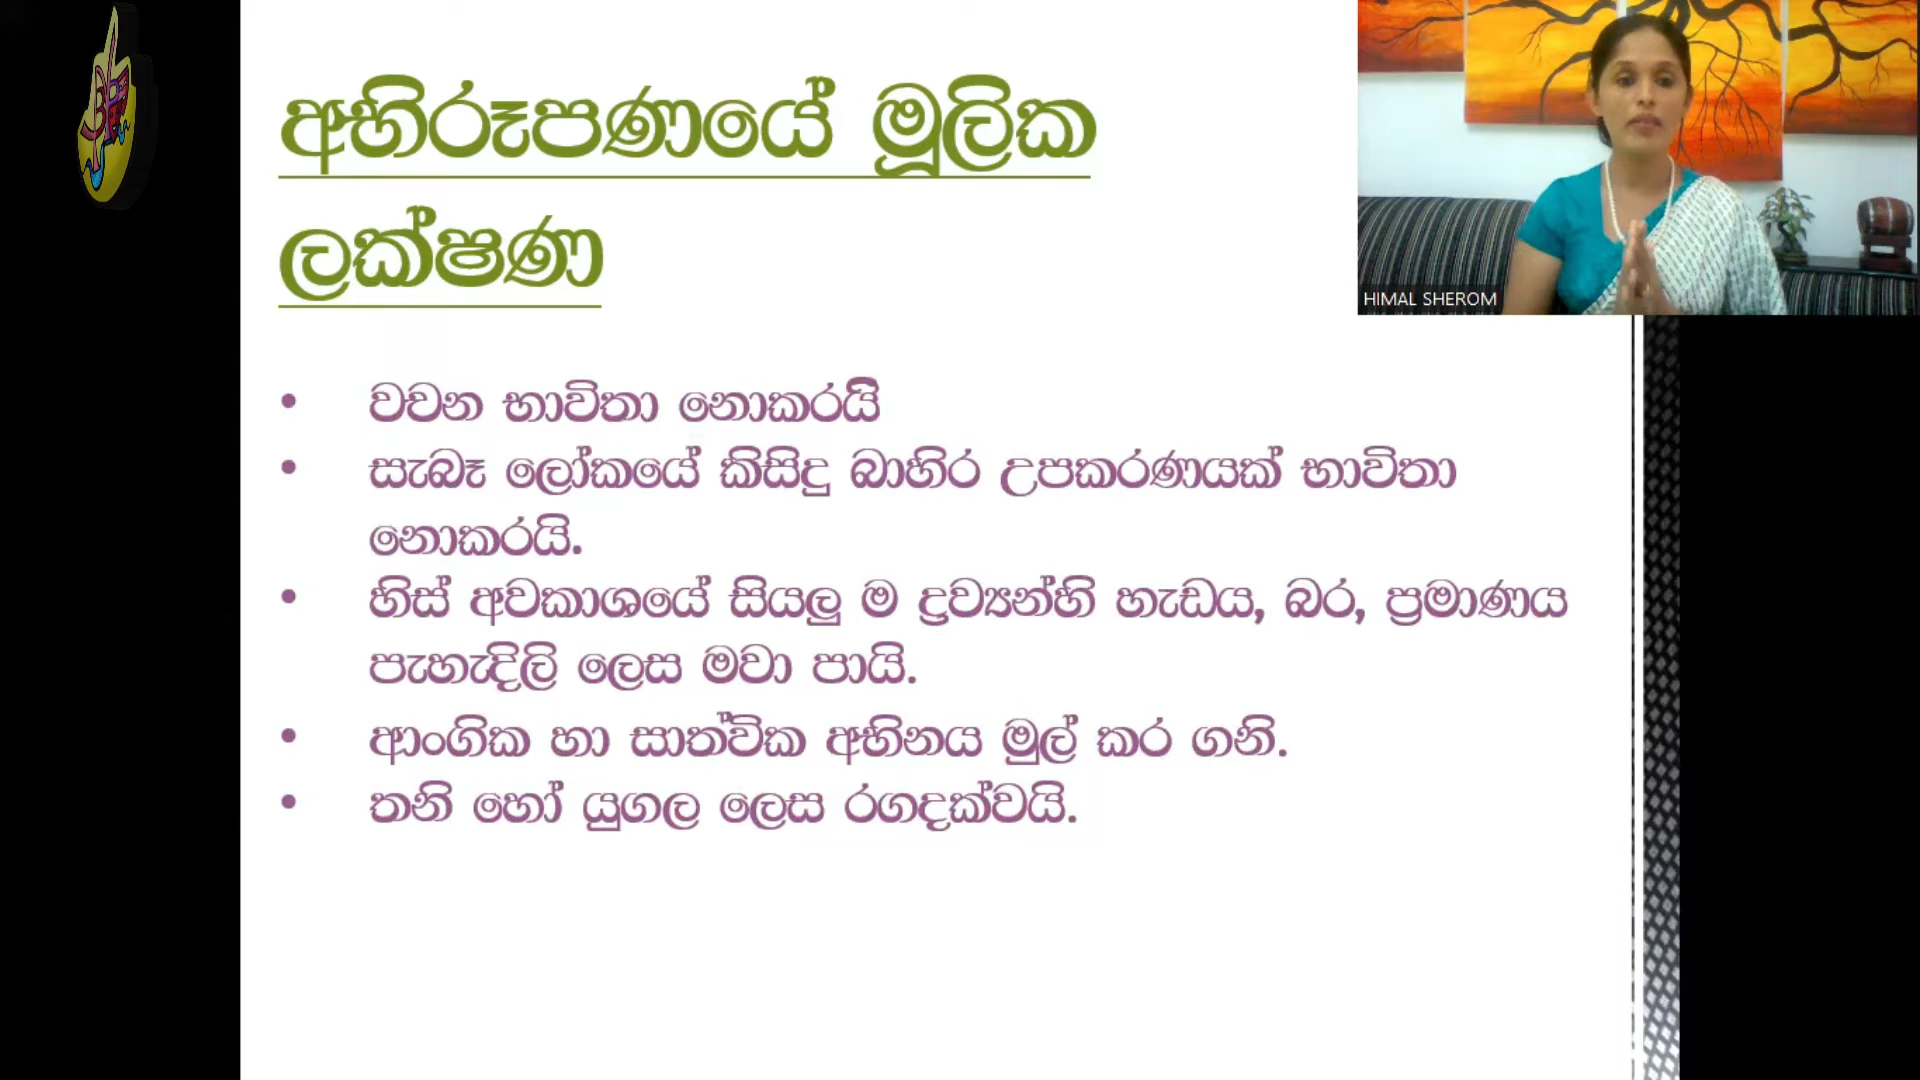 අභිරූපණයේ මූලික
ලක්ෂණ
HIMAL SHEROM
• වචන භාවිතා නොකරයි
• සැබෑ ලෝකයේ කිසිදු බාහිර උපකරණයක් භාවිතා
නොකරයි.
• හිස් අවකාශයේ සියලු ම ද්‍රව්‍යන්හි හැඩය, බර, ප්‍රමාණය
පැහැදිලි ලෙස මවා පායි.
• ආංගික හා සාත්වික අභිනය මුල් කර ගනි.
• තනි හෝ යුගල ලෙස රගදක්වයි.